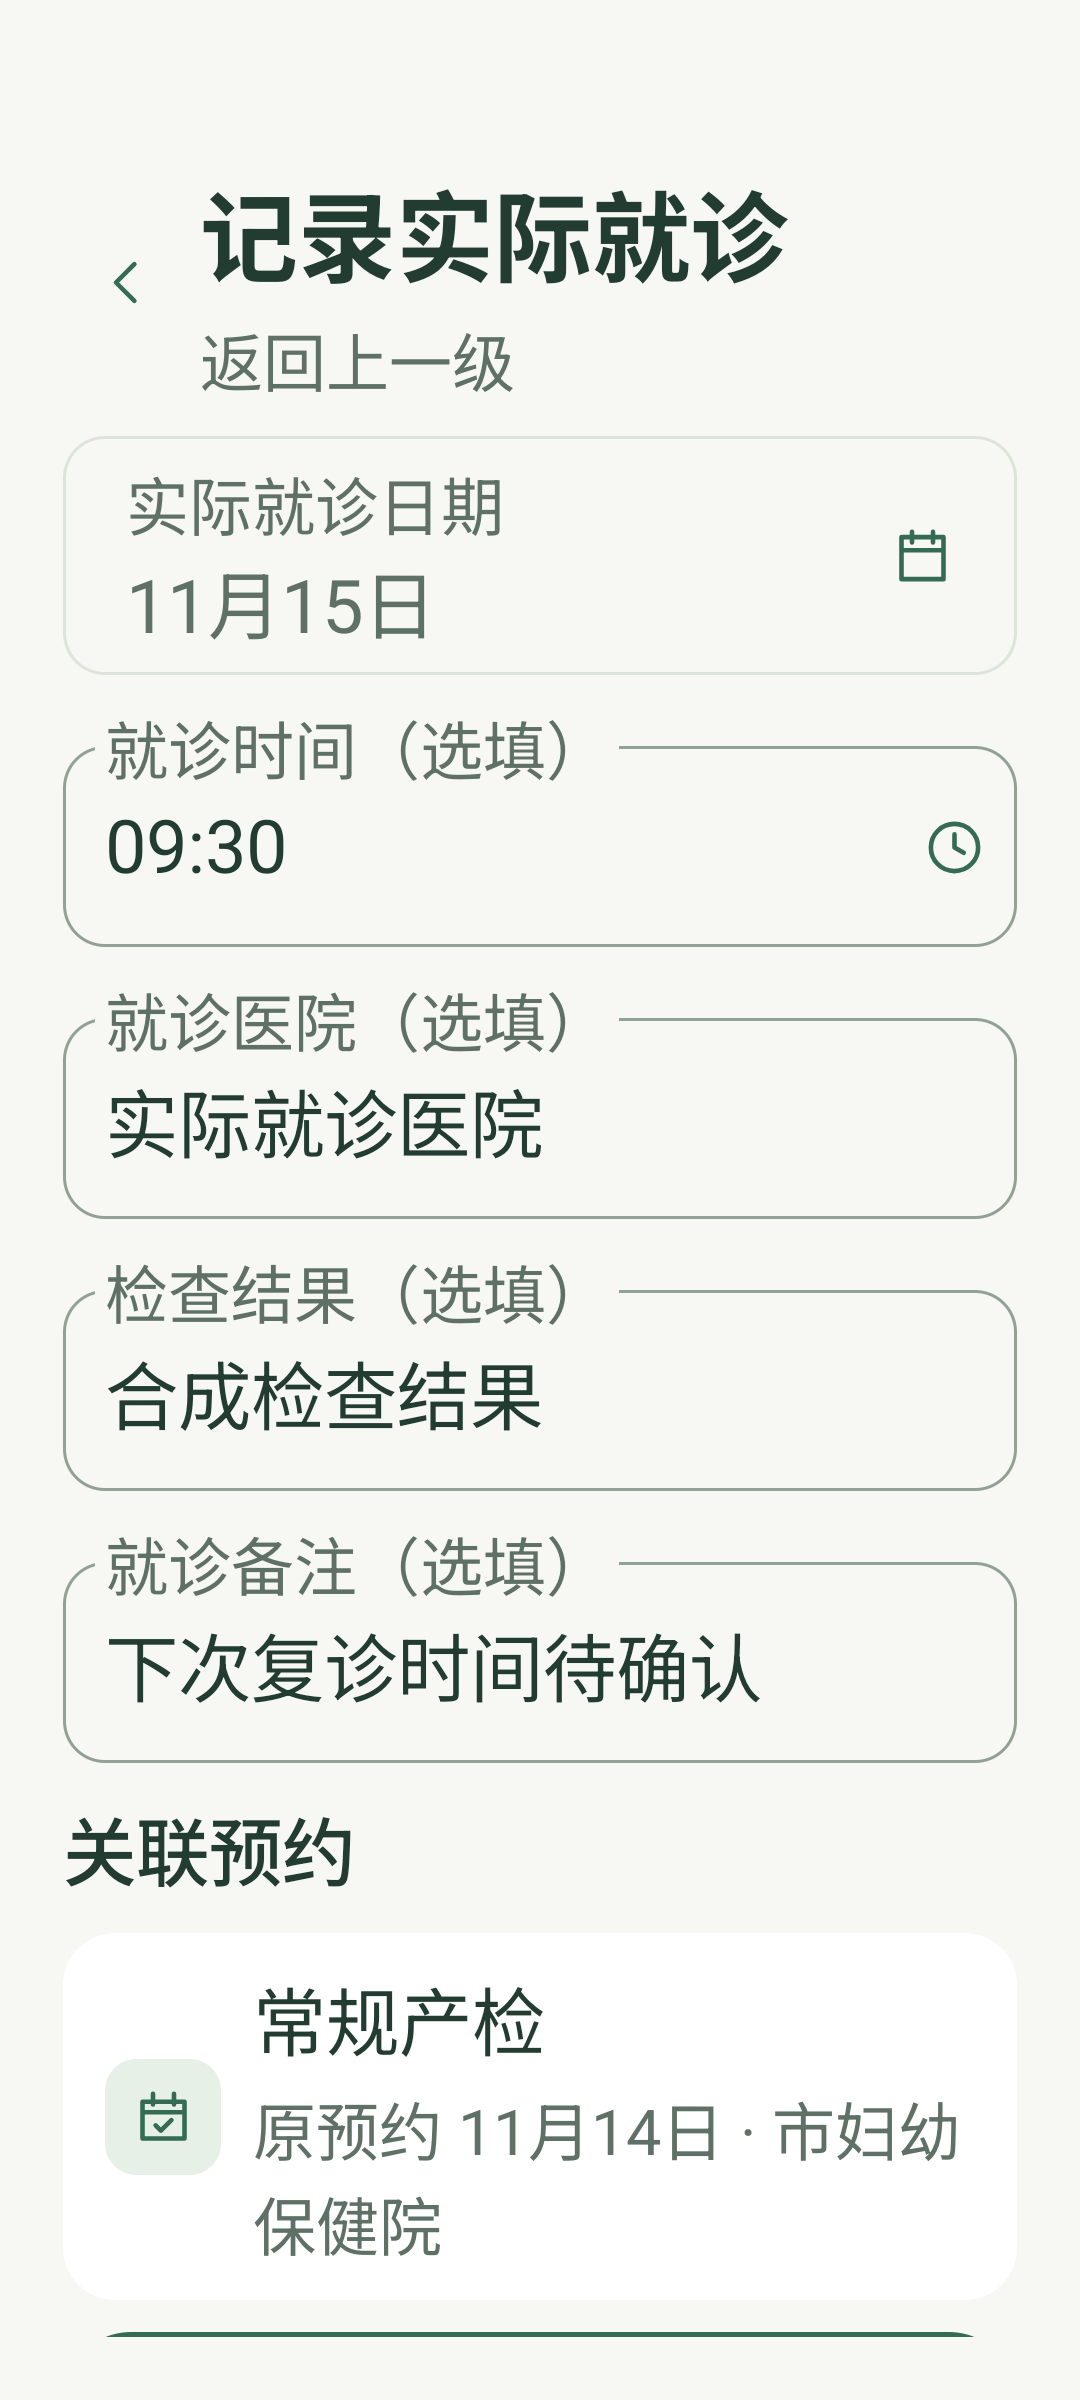 记录实际就诊
返回上一级
实际就诊日期
11月15日
就诊时间（选填）
09:30
就诊医院（选填）
实际就诊医院
检查结果（选填）
合成检查结果
就诊备注（选填）
下次复诊时间待确认
关联预约
常规产检
原预约 11月14日 · 市妇幼
保健院